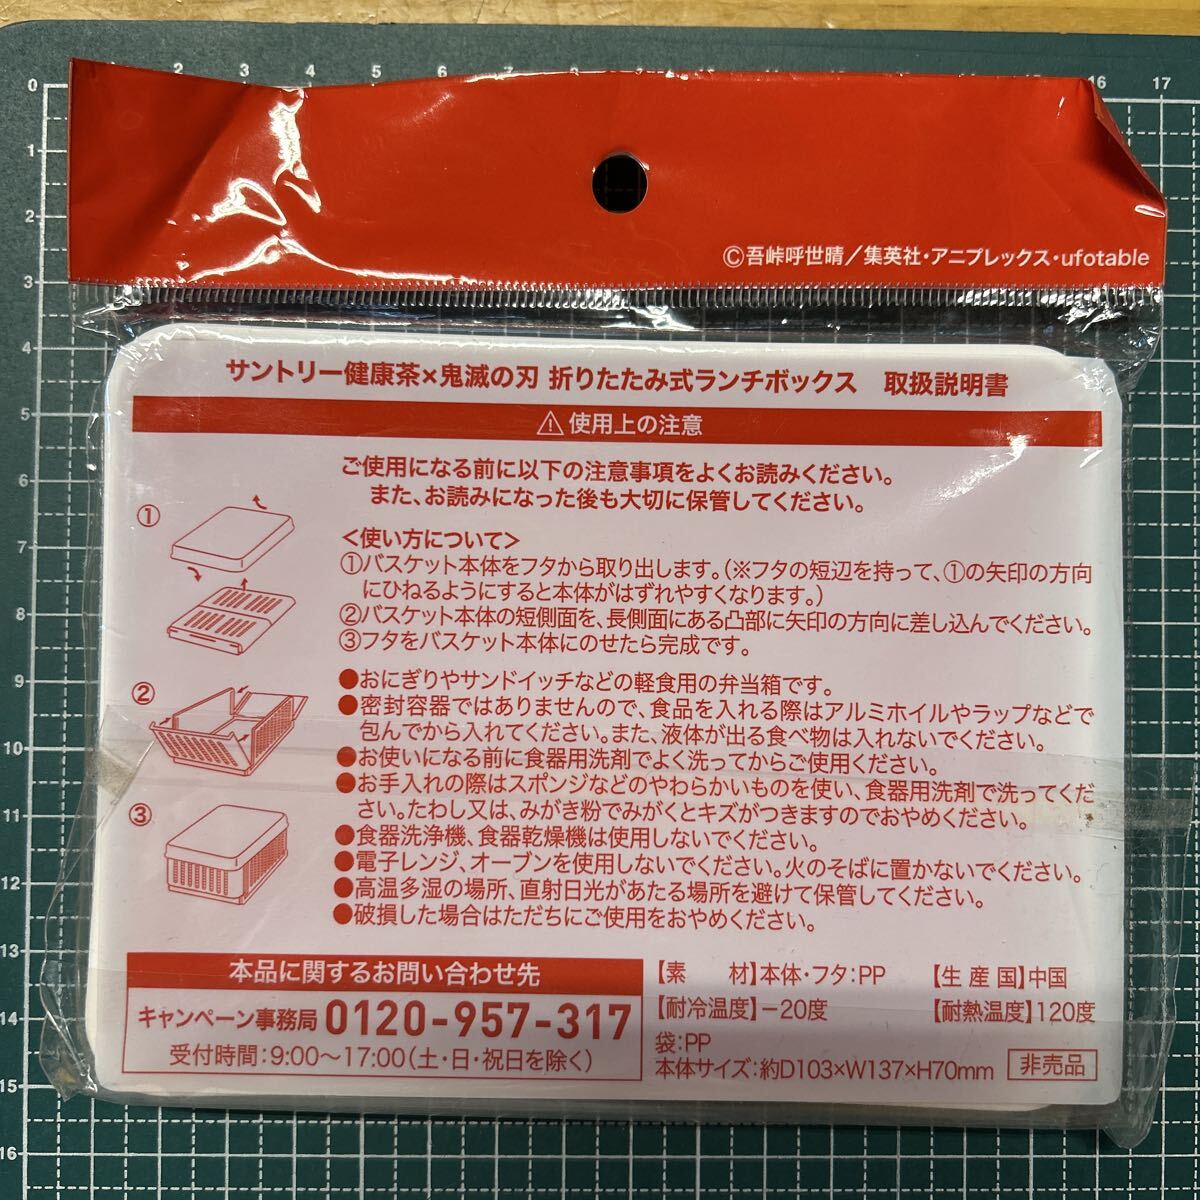 2 3 4 5 6 7 8 9 16 17
0
1
2
3
4
5
6
7
8
9
10
11
12
13
14
15
16
©吾峠呼世晴／集英社・アニプレックス・ufotable
サントリー健康茶×鬼滅の刃 折りたたみ式ランチボックス 取扱説明書
⚠使用上の注意
ご使用になる前に以下の注意事項をよくお読みください。
また、お読みになった後も大切に保管してください。
<使い方について>
①バスケット本体をフタから取り出します。(※フタの短辺を持って、①の矢印の方向
にひねるようにすると本体がはずれやすくなります。)
②バスケット本体の短側面を、長側面にある凸部に矢印の方向に差し込んでください。
③フタをバスケット本体にのせたら完成です。
①
②
③
●おにぎりやサンドイッチなどの軽食用の弁当箱です。
●密封容器ではありませんので、食品を入れる際はアルミホイルやラップなどで
包んでから入れてください。また、液体が出る食べ物は入れないでください。
●お使いになる前に食器用洗剤でよく洗ってからご使用ください。
●お手入れの際はスポンジなどのやわらかいものを使い、食器用洗剤で洗ってくだ
さい。たわし又は、みがき粉でみがくとキズがつきますのでおやめください。
●食器洗浄機、食器乾燥機は使用しないでください。
●電子レンジ、オーブンを使用しないでください。火のそばに置かないでください。
●高温多湿の場所、直射日光があたる場所を避けて保管してください。
●破損した場合はただちにご使用をおやめください。
本品に関するお問い合わせ先
キャンペーン事務局 0120-957-317
受付時間：9:00～17:00(土・日・祝日を除く)
【素 材】本体・フタ：PP 【生産国】中国
【耐冷温度】－20度 【耐熱温度】120度
袋：PP
本体サイズ：約D103×W137×H70mm 非売品